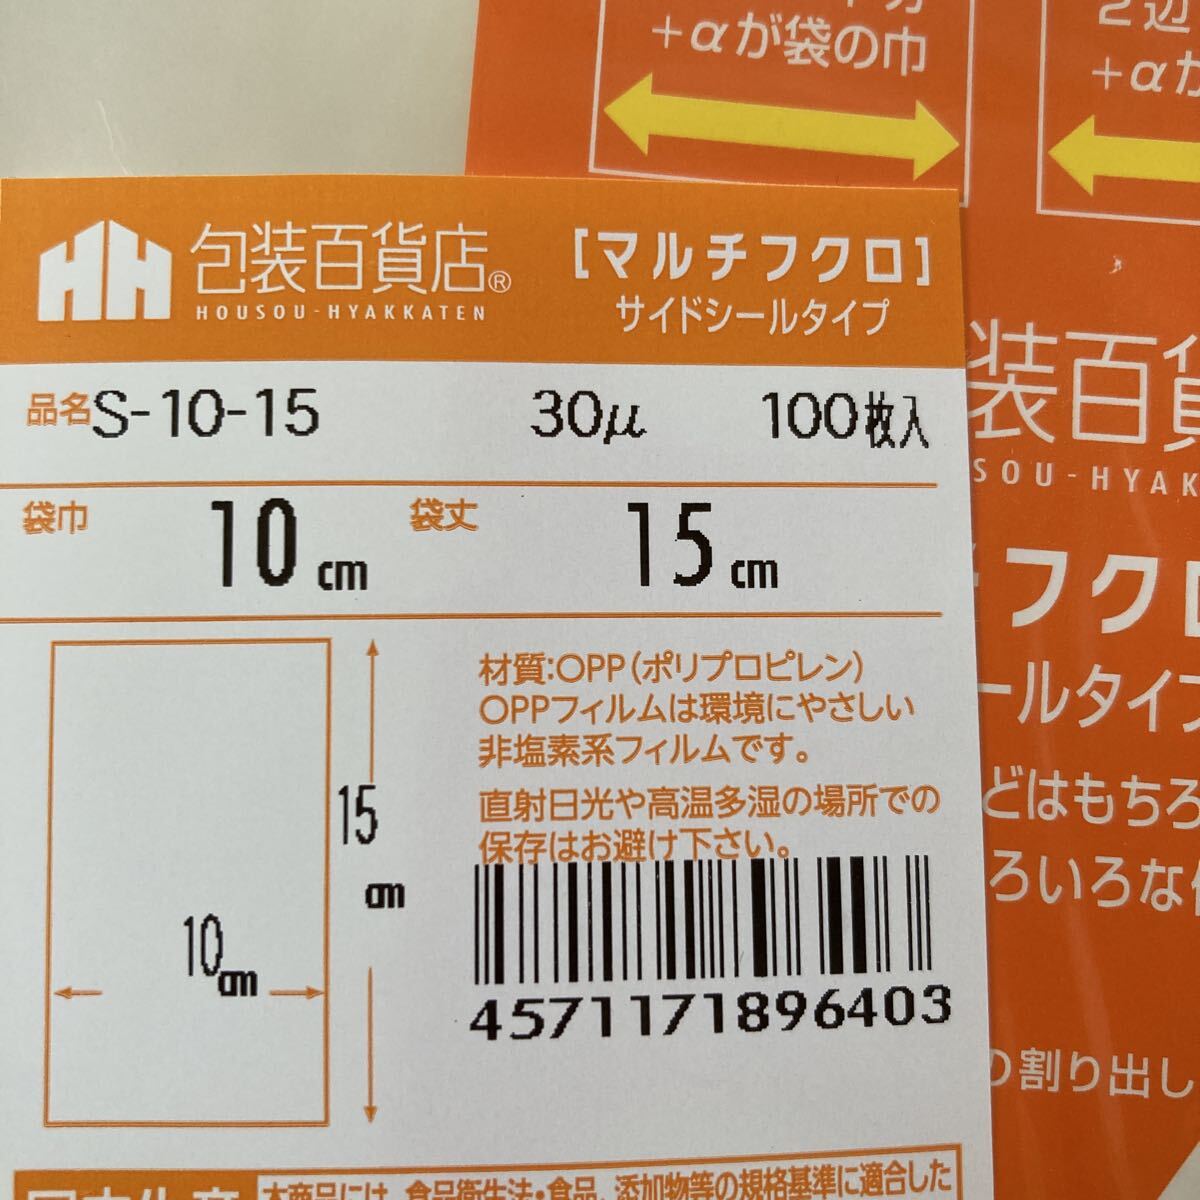 +αが袋の巾
2辺
+αが
HH 包装百貨店®
HOUSOU-HYAKKATEN
[マルチフクロ]
サイドシールタイプ
品名 S-10-15 30μ 100枚入
袋巾 10cm 袋丈 15cm
15
cm
10cm
材質:OPP(ポリプロピレン)
OPPフィルムは環境にやさしい
非塩素系フィルムです。
直射日光や高温多湿の場所での
保存はお避け下さい。
4571171896403
本商品には、食品衛生法・食品、添加物等の規格基準に適合した
装百貨
SOU-HYAK
フクロ
ールタイプ
どはもちろ
ろいろな
の割り出し